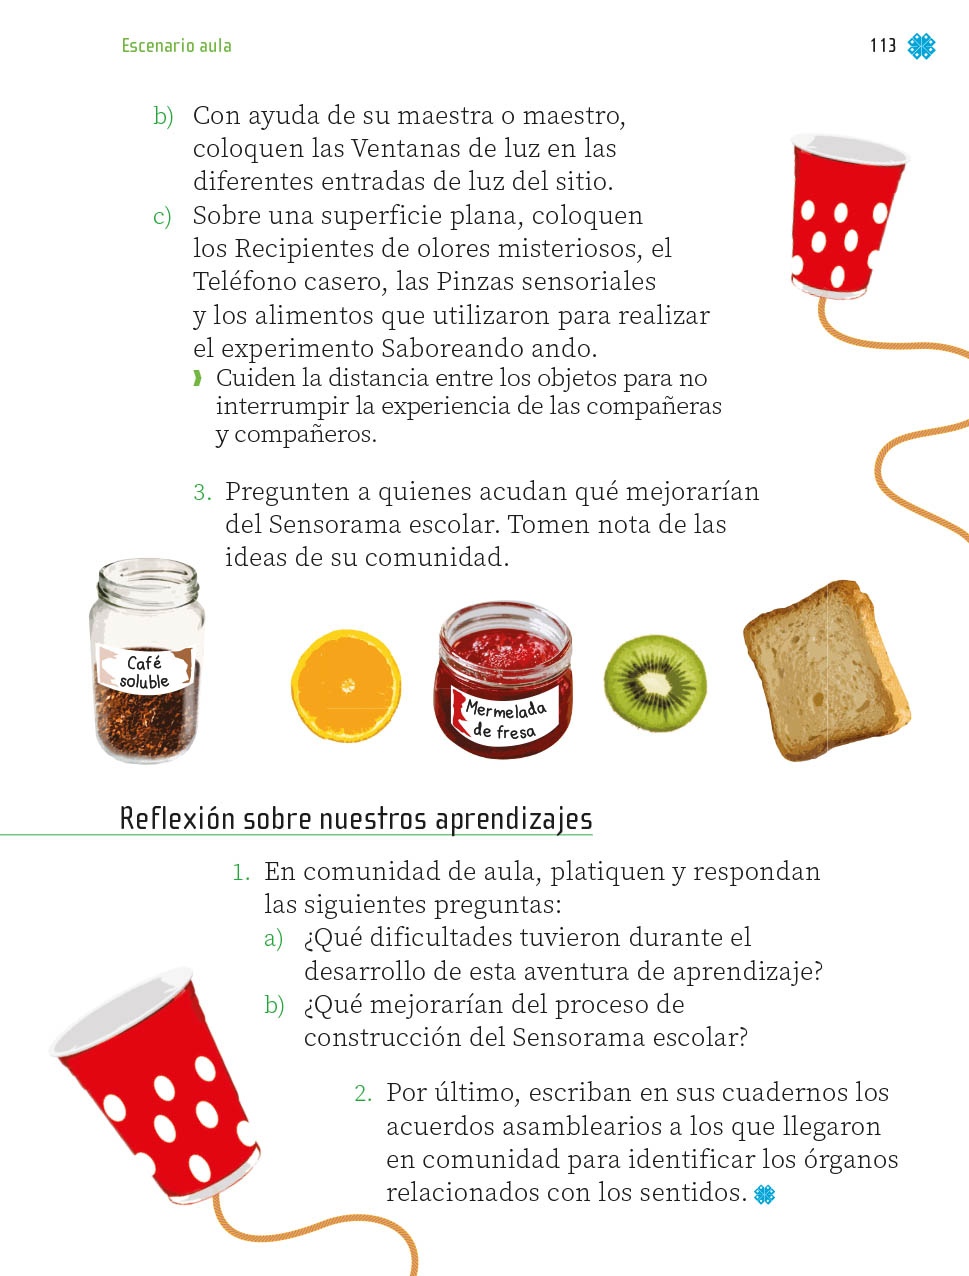 Escenario aula
113
b) Con ayuda de su maestra o maestro,
coloquen las Ventanas de luz en las
diferentes entradas de luz del sitio.
c) Sobre una superficie plana, coloquen
los Recipientes de olores misteriosos, el
Teléfono casero, las Pinzas sensoriales
y los alimentos que utilizaron para realizar
el experimento Saboreando ando.
Cuiden la distancia entre los objetos para no
interrumpir la experiencia de las compañeras
y compañeros.
3. Pregunten a quienes acudan qué mejorarían
del Sensorama escolar. Tomen nota de las
ideas de su comunidad.
Café
soluble
Mermelada
de fresa
Reflexión sobre nuestros aprendizajes
1. En comunidad de aula, platiquen y respondan
las siguientes preguntas:
a) ¿Qué dificultades tuvieron durante el
desarrollo de esta aventura de aprendizaje?
b) ¿Qué mejorarían del proceso de
construcción del Sensorama escolar?
2. Por último, escriban en sus cuadernos los
acuerdos asamblearios a los que llegaron
en comunidad para identificar los órganos
relacionados con los sentidos.